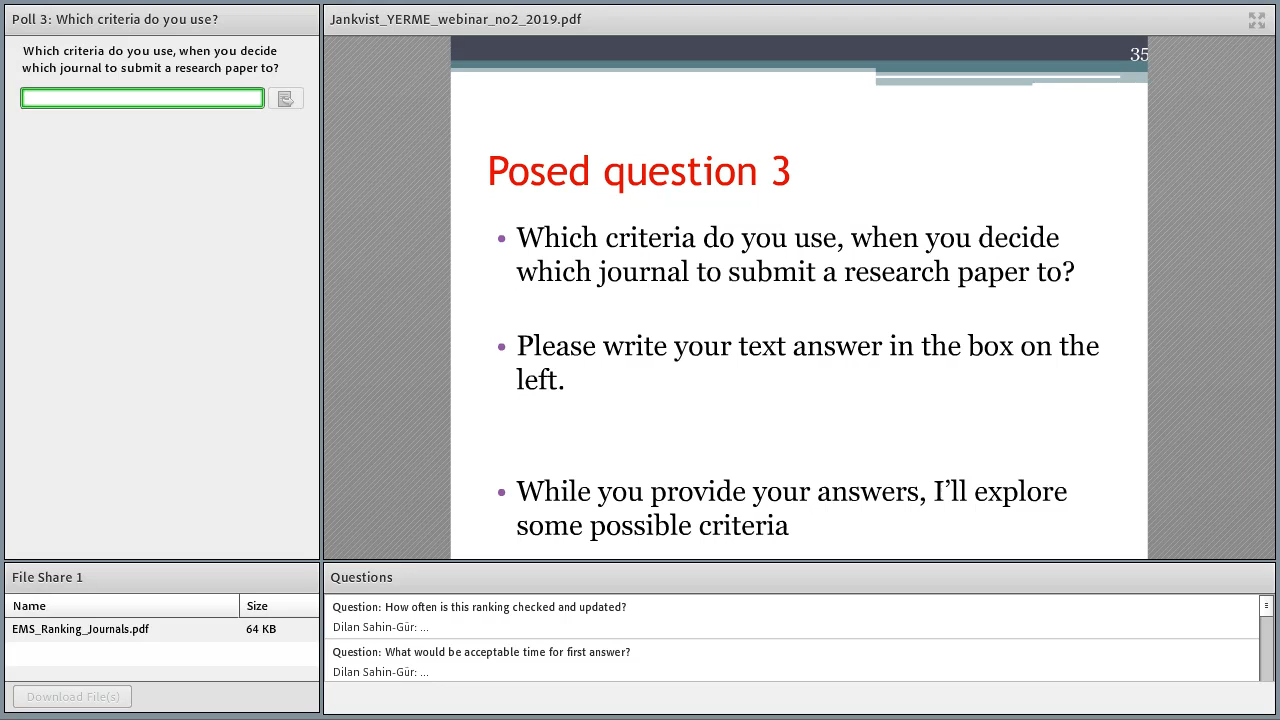 Poll 3: Which criteria do you use?
Which criteria do you use, when you decide
which journal to submit a research paper to?
Jankvist_YERME_webinar_no2_2019.pdf
35
Posed question 3
• Which criteria do you use, when you decide
which journal to submit a research paper to?
• Please write your text answer in the box on the
left.
• While you provide your answers, I’ll explore
some possible criteria
File Share 1
Name Size
EMS_Ranking_Journals.pdf 64 KB
Download File(s)
Questions
Question: How often is this ranking checked and updated?
Dilan Sahin-Gür: ...
Question: What would be acceptable time for first answer?
Dilan Sahin-Gür: ...